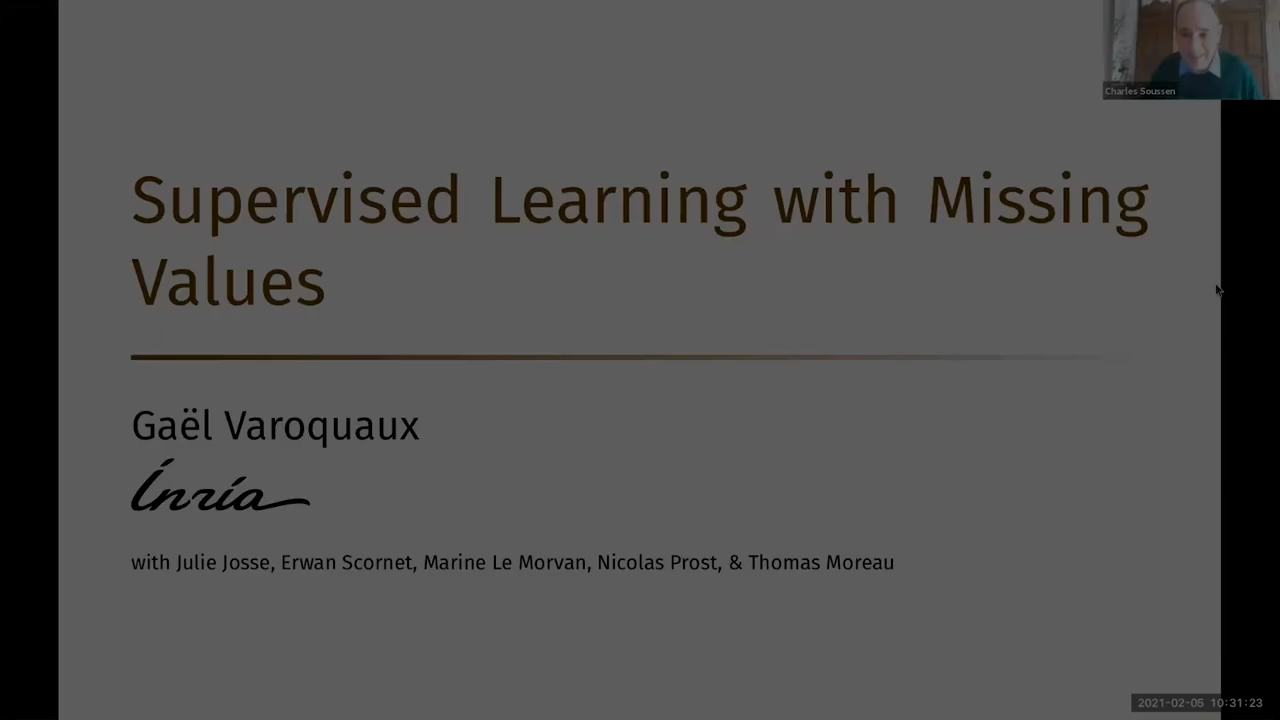 Charles Soussen
Supervised Learning with Missing
Values
Gaël Varoquaux
Inría
with Julie Josse, Erwan Scornet, Marine Le Morvan, Nicolas Prost, & Thomas Moreau
2021-02-05 10:31:23